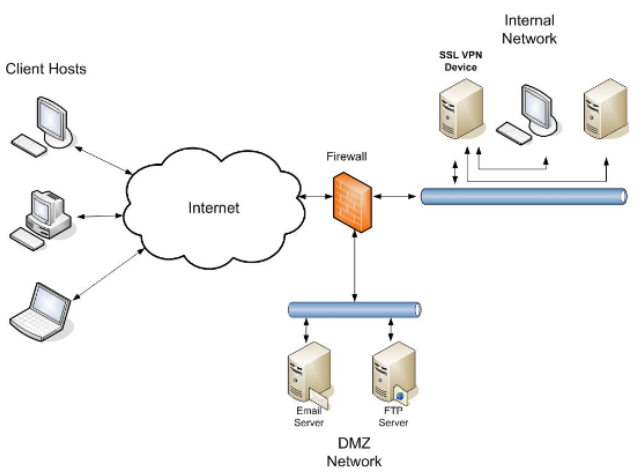 Internal
Network
SSL VPN
Device
Client Hosts
Firewall
Internet
Email
Server
FTP
Server
DMZ
Network